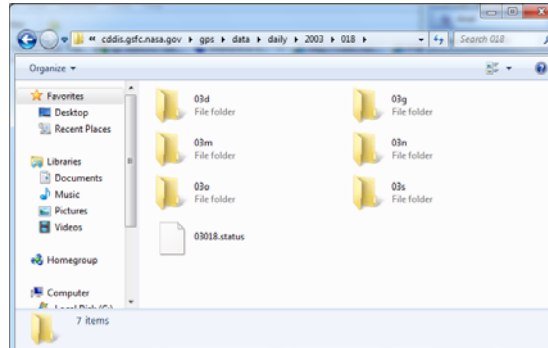 « cddis.gsfc.nasa.gov ▸ gps ▸ data ▸ daily ▸ 2003 ▸ 018 ▸
Search 018
Organize ▾
Favorites
Desktop
Recent Places
Libraries
Documents
Music
Pictures
Videos
Homegroup
Computer
Local Disk (C:)
03d
File folder
03g
File folder
03m
File folder
03n
File folder
03o
File folder
03s
File folder
03018.status
7 items